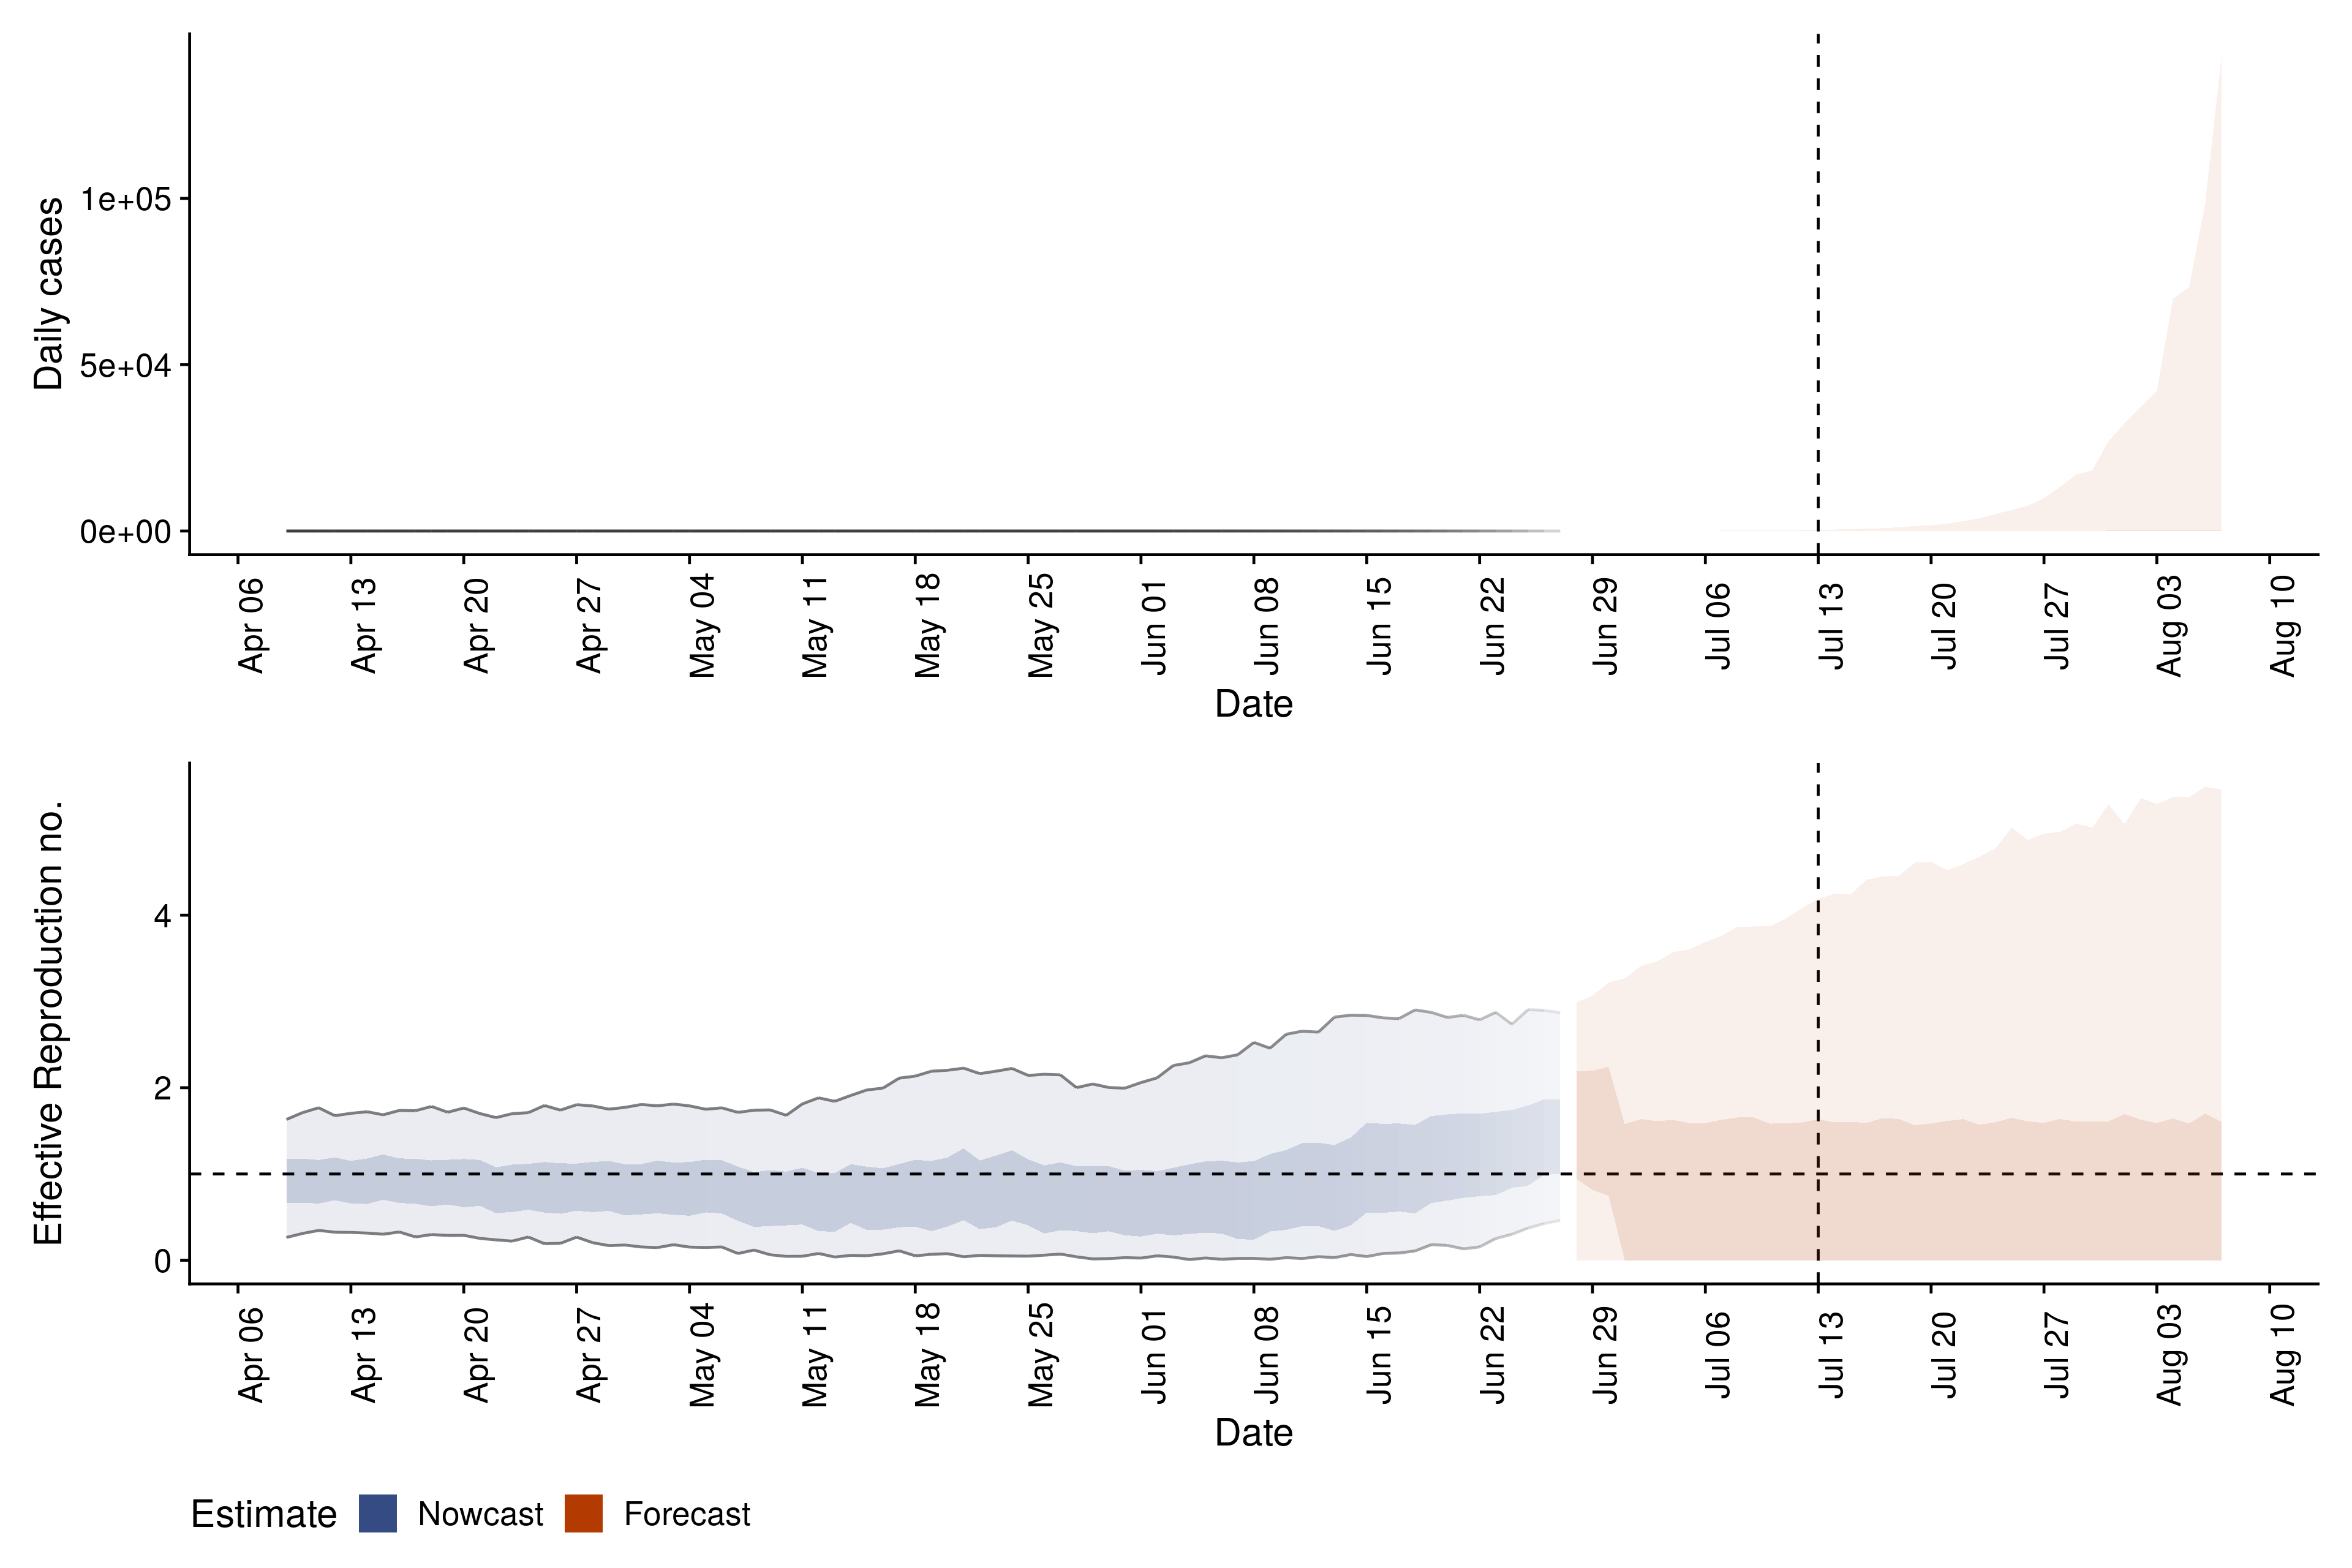 Daily cases
1e+05
5e+04
0e+00
Apr 06 Apr 13 Apr 20 Apr 27 May 04 May 11 May 18 May 25 Jun 01 Jun 08 Jun 15 Jun 22 Jun 29 Jul 06 Jul 13 Jul 20 Jul 27 Aug 03 Aug 10
Date
Effective Reproduction no.
4
2
0
Apr 06 Apr 13 Apr 20 Apr 27 May 04 May 11 May 18 May 25 Jun 01 Jun 08 Jun 15 Jun 22 Jun 29 Jul 06 Jul 13 Jul 20 Jul 27 Aug 03 Aug 10
Date
Estimate Nowcast Forecast